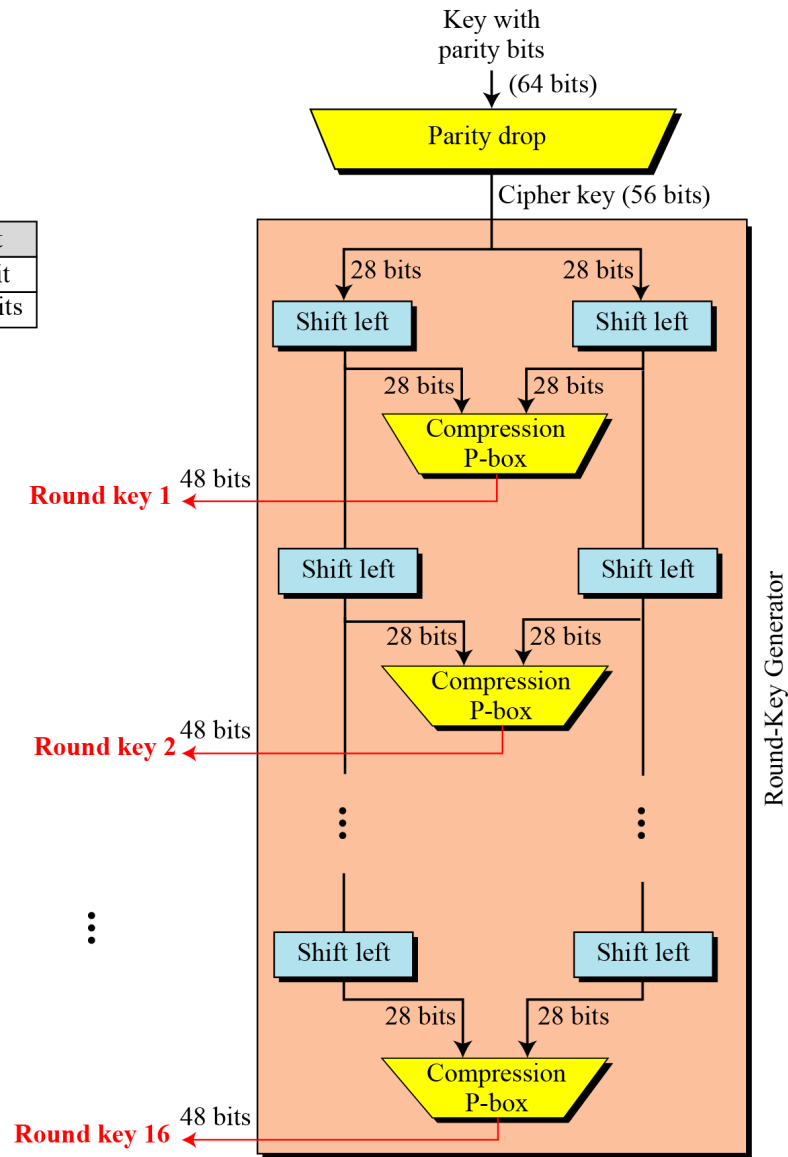 Key with
parity bits
(64 bits)
Parity drop
Cipher key (56 bits)
28 bits
28 bits
Shift left
Shift left
28 bits
28 bits
Compression
P-box
48 bits
Round key 1
Shift left
Shift left
28 bits
28 bits
Compression
P-box
48 bits
Round key 2
Round-Key Generator
Shift left
Shift left
28 bits
28 bits
Compression
P-box
48 bits
Round key 16